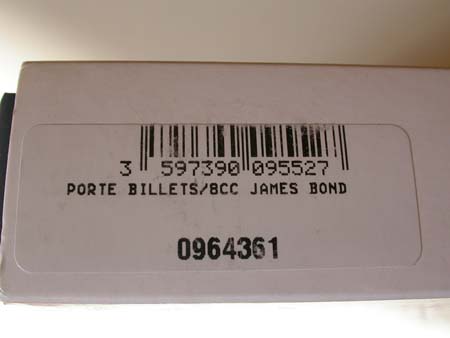 3 597390 095527
PORTE BILLETS/8CC JAMES BOND
0964361